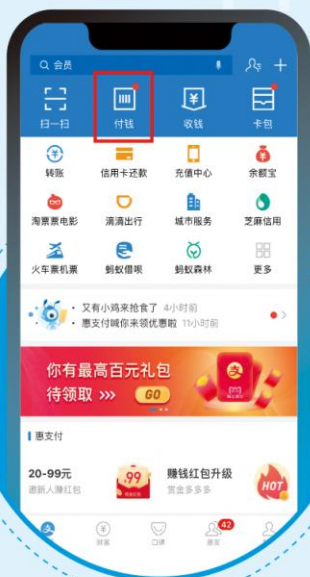 会员
扫一扫 付钱 收钱 卡包
转账 信用卡还款 充值中心 余额宝
淘票票电影 滴滴出行 城市服务 芝麻信用
火车票机票 蚂蚁借呗 蚂蚁森林 更多
又有小鸡来抢食了 4小时前
惠支付喊你来领优惠啦 11小时前
你有最高百元礼包
待领取 >>> GO
惠支付
20-99元 .99 赚钱红包升级 HOT
邀新人赚红包 赏金多多多
42
财富 口碑 朋友